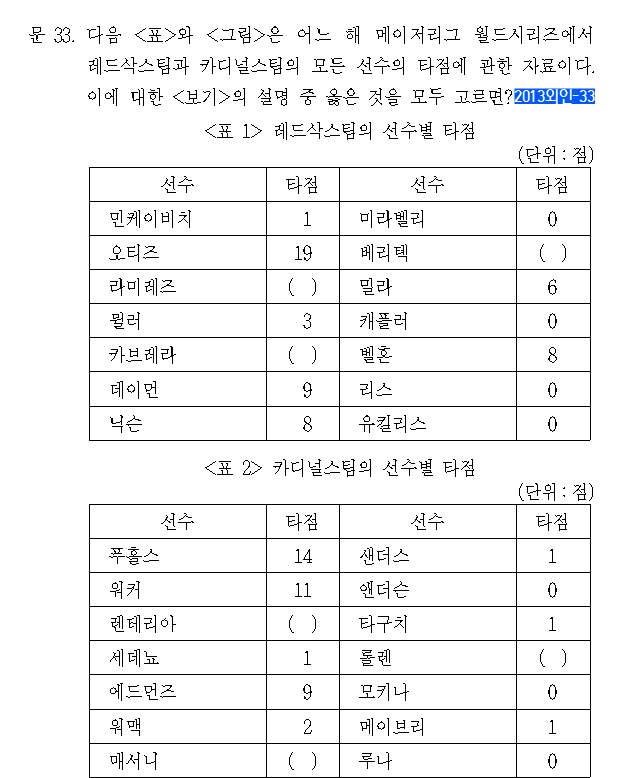 문 33. 다음 <표>와 <그림>은 어느 해 메이저리그 월드시리즈에서
레드삭스팀과 카디널스팀의 모든 선수의 타점에 관한 자료이다.
이에 대한 <보기>의 설명 중 옳은 것을 모두 고르면?2013외인-33
<표 1> 레드삭스팀의 선수별 타점
(단위 : 점)
선수 타점 선수 타점
민케이비치 1 미라벨리 0
오티즈 19 베리텍 ( )
라미레즈 ( ) 밀라 6
뮐러 3 캐플러 0
카브레라 ( ) 벨혼 8
데이먼 9 리스 0
닉슨 8 유킬리스 0
<표 2> 카디널스팀의 선수별 타점
(단위 : 점)
선수 타점 선수 타점
푸홀스 14 샌더스 1
워커 11 앤더슨 0
렌테리아 ( ) 타구치 1
세데뇨 1 롤렌 ( )
에드먼즈 9 모키나 0
워맥 2 메이브리 1
매서니 ( ) 루나 0